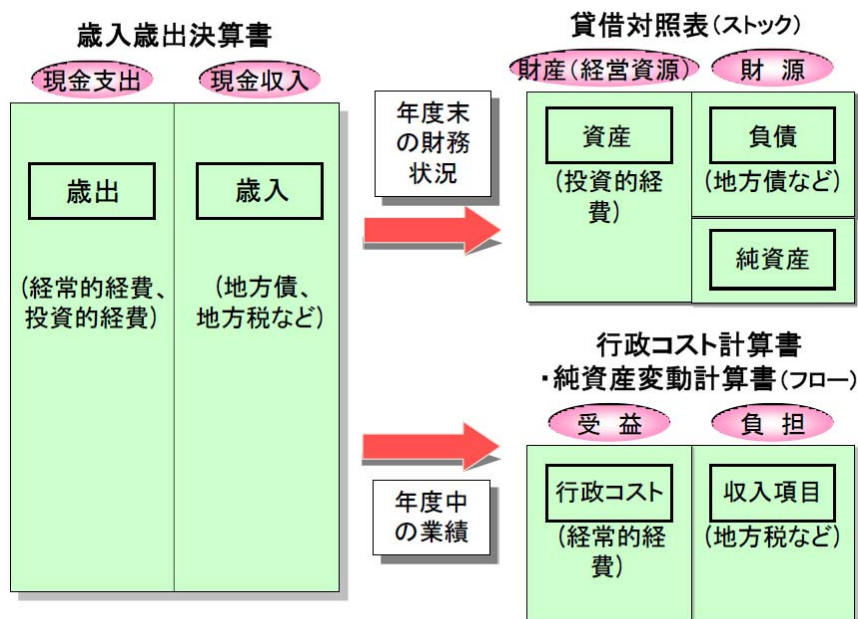 歳入歳出決算書
現金支出
現金収入
歳出
歳入
(経常的経費、
投資的経費)
(地方債、
地方税など)
年度末
の財務
状況
年度中
の業績
貸借対照表(ストック)
財産(経営資源)
財 源
資産
(投資的経
費)
負債
(地方債など)
純資産
行政コスト計算書
・純資産変動計算書(フロー)
受 益
負 担
行政コスト
(経常的経
費)
収入項目
(地方税など)